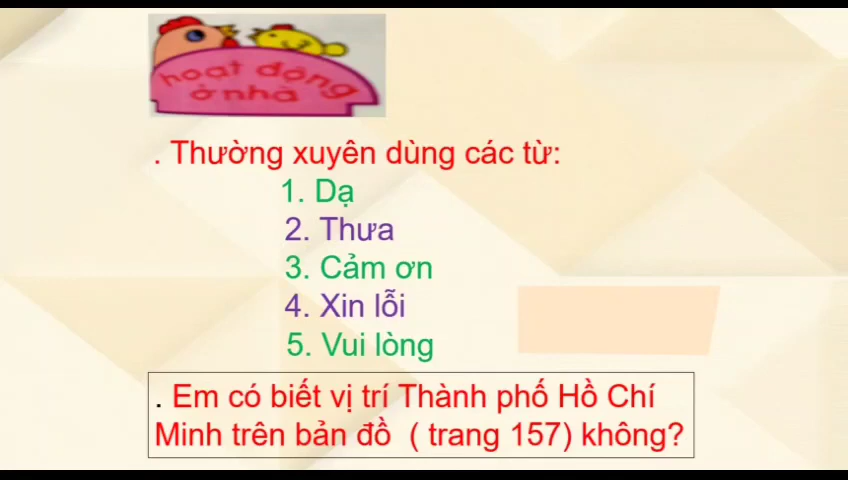 hoạt động
ở nhà
. Thường xuyên dùng các từ:
1. Dạ
2. Thưa
3. Cảm ơn
4. Xin lỗi
5. Vui lòng
. Em có biết vị trí Thành phố Hồ Chí
Minh trên bản đồ ( trang 157) không?